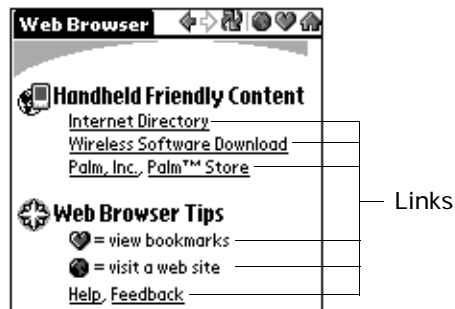 Web Browser
Handheld Friendly Content
Internet Directory
Wireless Software Download
Palm, Inc., Palm™ Store
Links
Web Browser Tips
= view bookmarks
= visit a web site
Help, Feedback